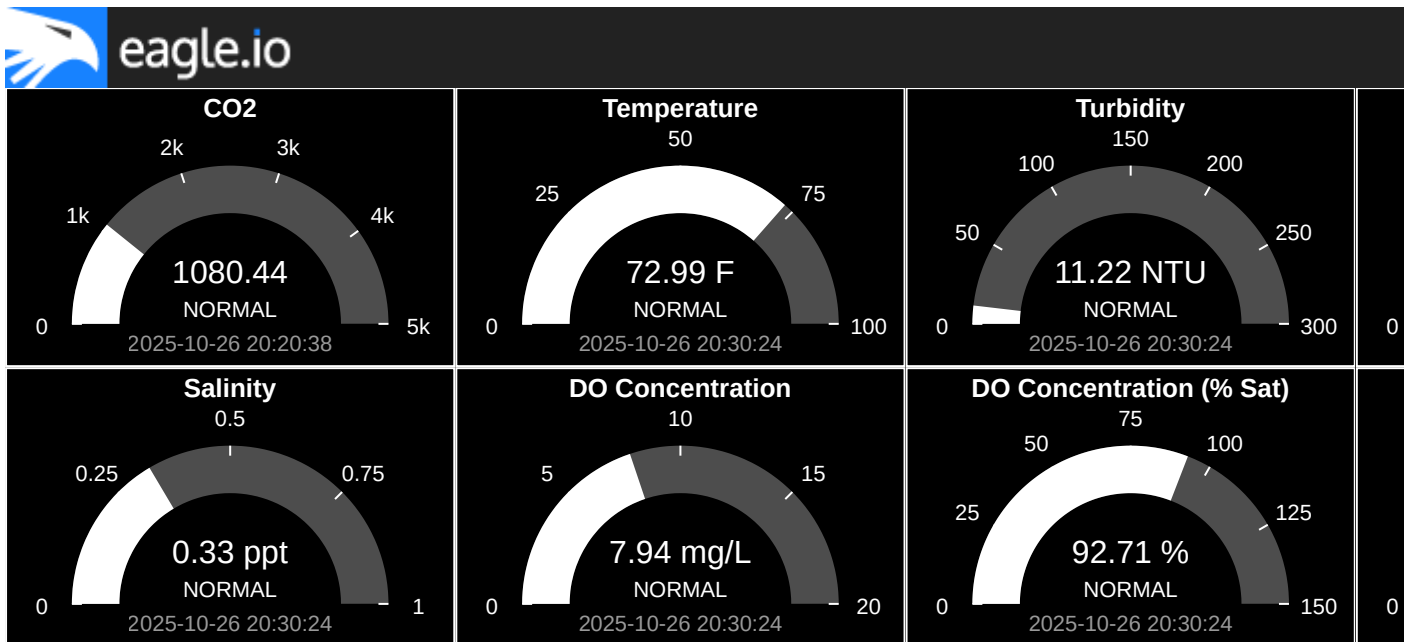 eagle.io
CO2
2k
3k
1k
4k
1080.44
NORMAL
0
5k
2025-10-26 20:20:38
Temperature
50
25
75
72.99 F
NORMAL
0
100
2025-10-26 20:30:24
Turbidity
150
100
200
50
250
11.22 NTU
NORMAL
0
300
2025-10-26 20:30:24
0
Salinity
0.5
0.25
0.75
0.33 ppt
NORMAL
0
1
2025-10-26 20:30:24
DO Concentration
10
5
15
7.94 mg/L
NORMAL
0
20
2025-10-26 20:30:24
DO Concentration (% Sat)
75
50
100
25
125
92.71 %
NORMAL
0
150
2025-10-26 20:30:24
0